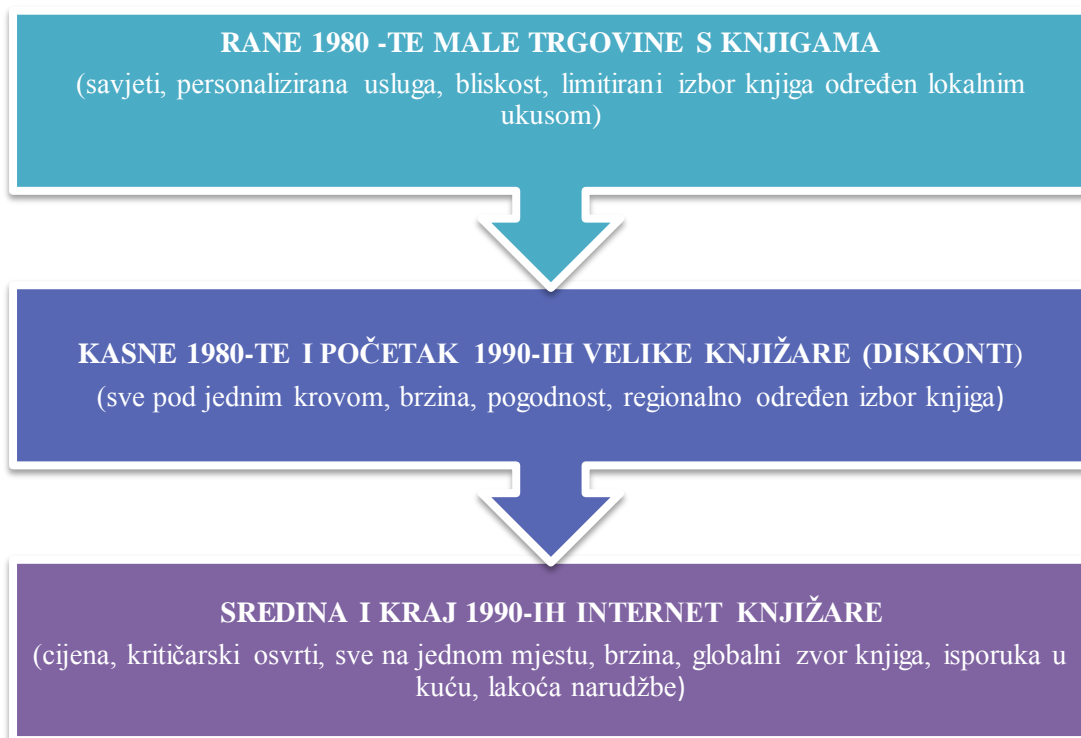 RANE 1980 -TE MALE TRGOVINE S KNJIGAMA
(savjeti, personalizirana usluga, bliskost, limitirani izbor knjiga određen lokalnim
ukusom)
KASNE 1980-TE I POČETAK 1990-IH VELIKE KNJIŽARE (DISKONTI)
(sve pod jednim krovom, brzina, pogodnost, regionalno određen izbor knjiga)
SREDINA I KRAJ 1990-IH INTERNET KNJIŽARE
(cijena, kritičarski osvrti, sve na jednom mjestu, brzina, globalni zvor knjiga, isporuka u
kuću, lakoća narudžbe)